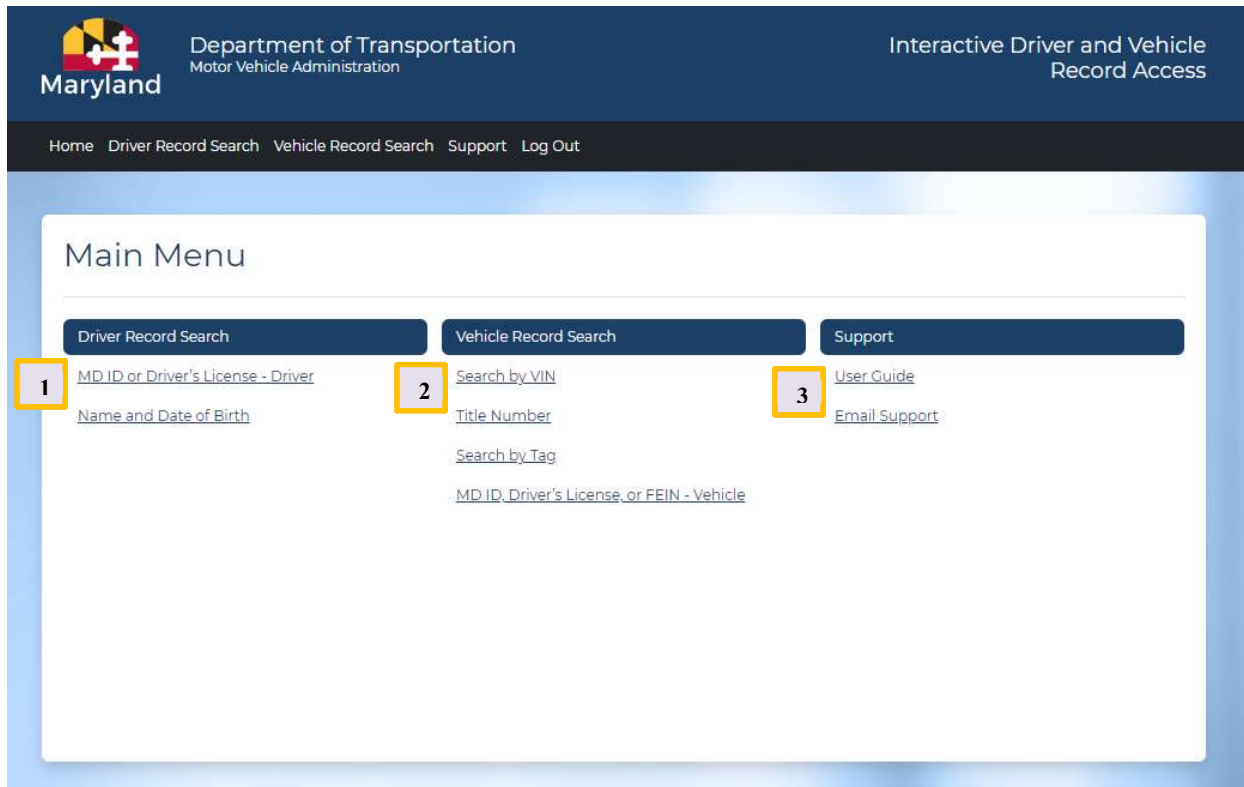 Maryland
Department of Transportation
Motor Vehicle Administration
Interactive Driver and Vehicle
Record Access
Home Driver Record Search Vehicle Record Search Support Log Out
Main Menu
Driver Record Search
1
MD ID or Driver's License - Driver
Name and Date of Birth
Vehicle Record Search
2
Search by VIN
Title Number
Search by Tag
MD ID, Driver's License, or FEIN - Vehicle
Support
3
User Guide
Email Support